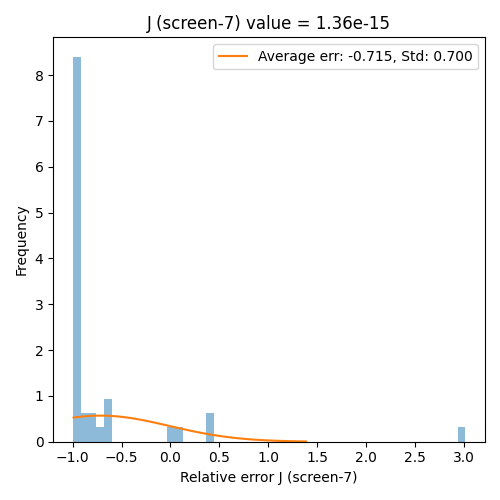 J (screen-7) value = 1.36e-15
Average err: -0.715, Std: 0.700
Frequency
8
7
6
5
4
3
2
1
0
−1.0 −0.5 0.0 0.5 1.0 1.5 2.0 2.5 3.0
Relative error J (screen-7)